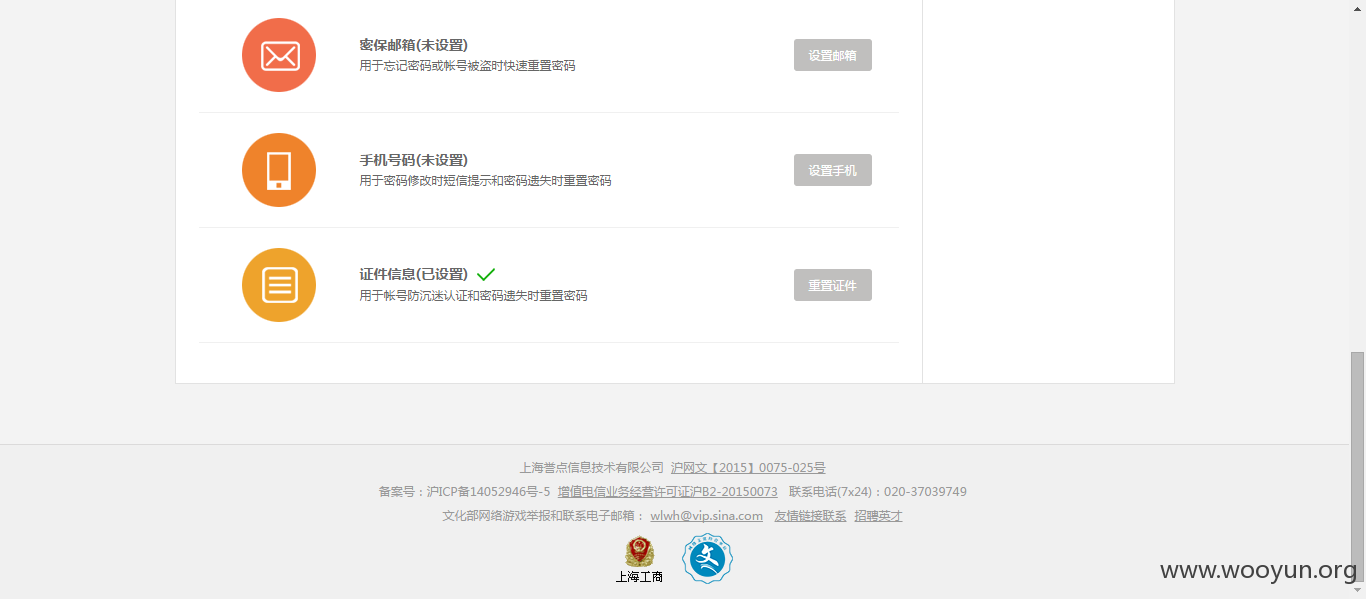 密保邮箱(未设置)
用于忘记密码或帐号被盗时快速重置密码
设置邮箱
手机号码(未设置)
用于密码修改时短信提示和密码遗失时重置密码
设置手机
证件信息(已设置)
用于帐号防沉迷认证和密码遗失时重置密码
重置证件
上海誉点信息技术有限公司 沪网文【2015】0075-025号
备案号：沪ICP备14052946号-5 增值电信业务经营许可证沪B2-20150073 联系电话(7x24)：020-37039749
文化部网络游戏举报和联系电子邮箱： wlwh@vip.sina.com 友情链接联系 招聘英才
上海工商
www.wooyun.org